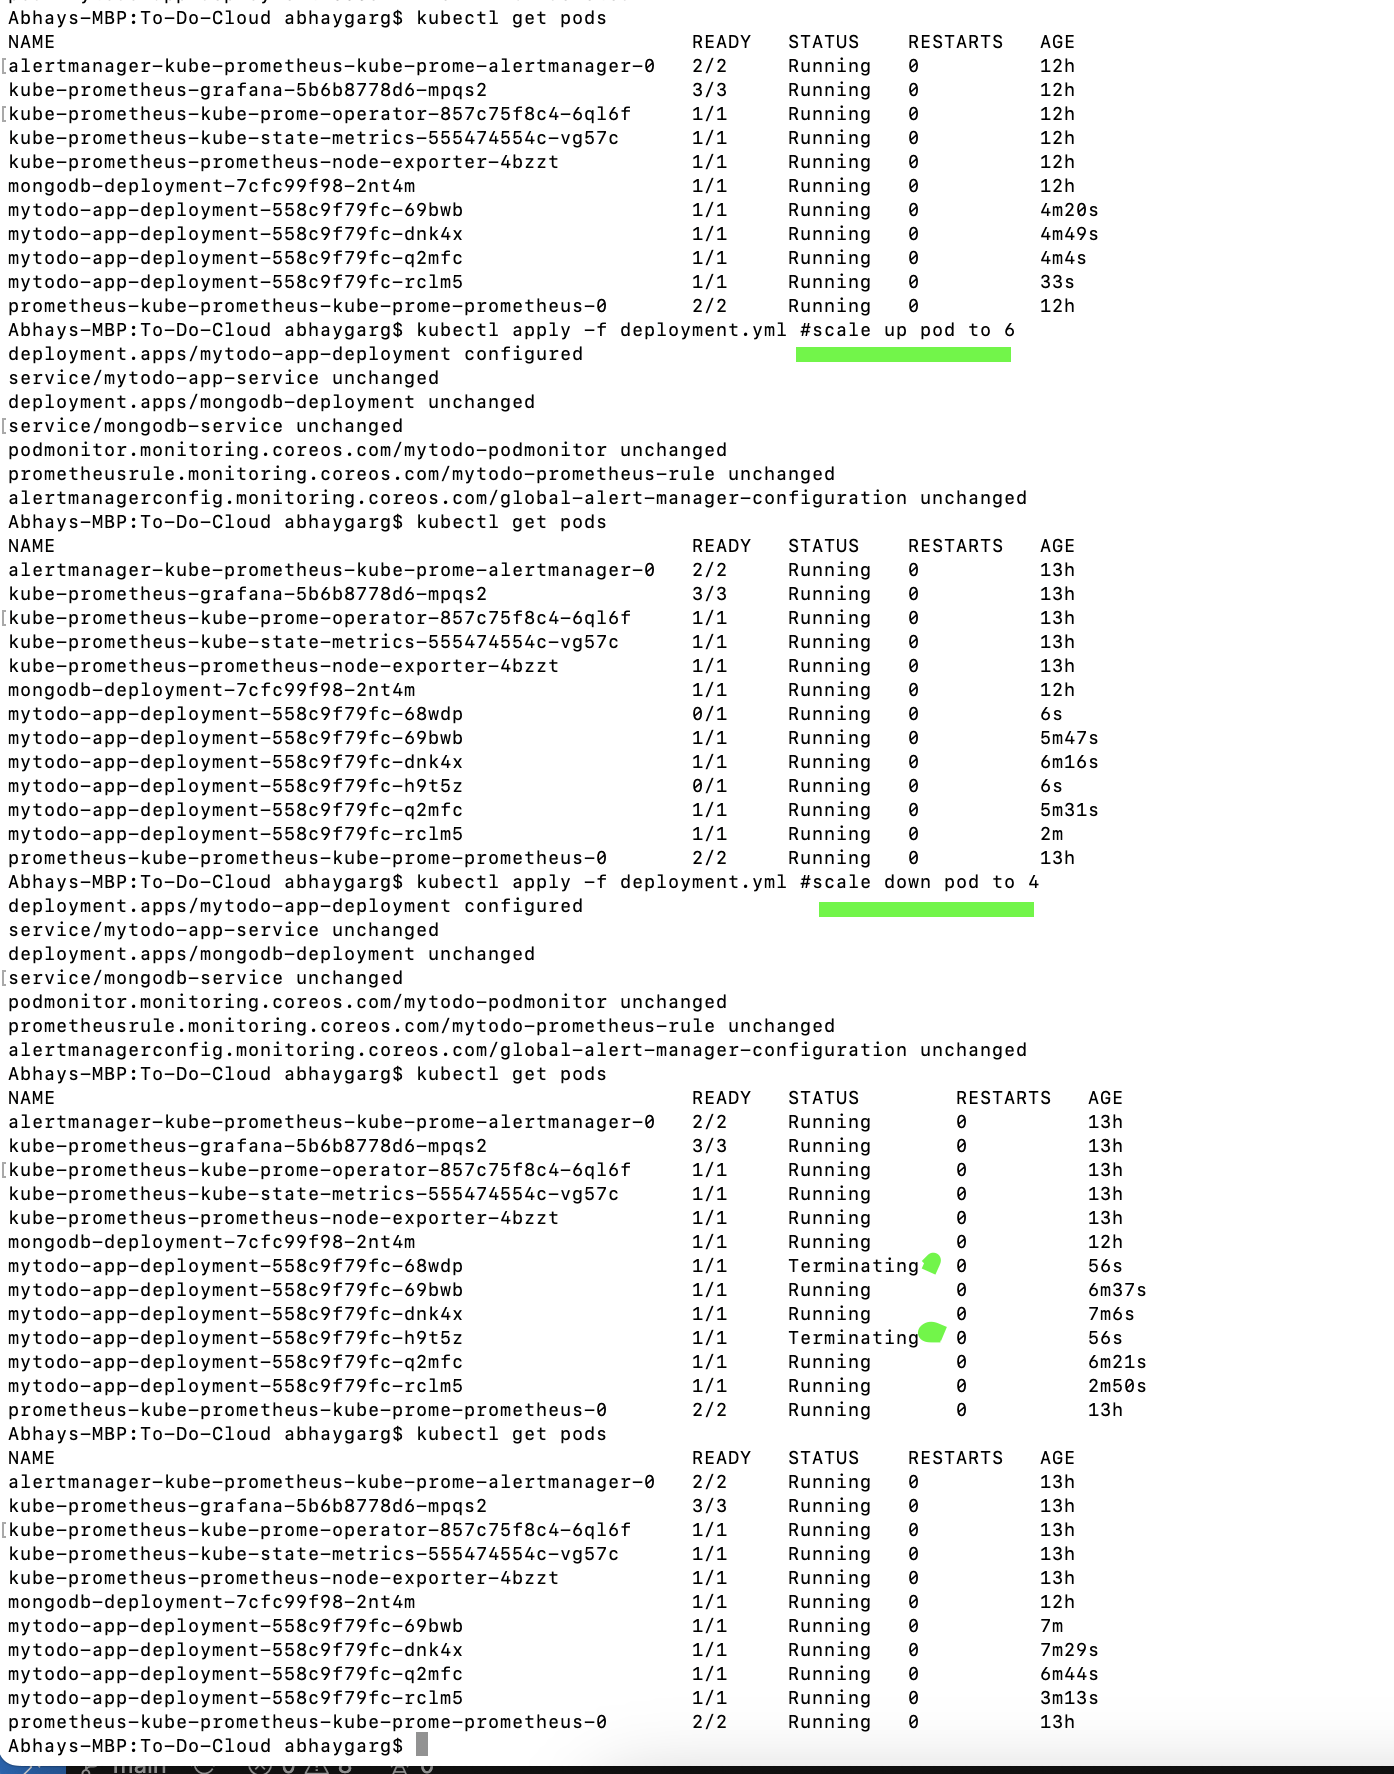 Abhays-MBP:To-Do-Cloud abhaygarg$ kubectl get pods
NAME READY STATUS RESTARTS AGE
[alertmanager-kube-prometheus-kube-prome-alertmanager-0 2/2 Running 0 12h
kube-prometheus-grafana-5b6b8778d6-mpqs2 3/3 Running 0 12h
[kube-prometheus-kube-prome-operator-857c75f8c4-6ql6f 1/1 Running 0 12h
kube-prometheus-kube-state-metrics-555474554c-vg57c 1/1 Running 0 12h
kube-prometheus-prometheus-node-exporter-4bzzt 1/1 Running 0 12h
mongodb-deployment-7cfc99f98-2nt4m 1/1 Running 0 12h
mytodo-app-deployment-558c9f79fc-69bwb 1/1 Running 0 4m20s
mytodo-app-deployment-558c9f79fc-dnk4x 1/1 Running 0 4m49s
mytodo-app-deployment-558c9f79fc-q2mfc 1/1 Running 0 4m4s
mytodo-app-deployment-558c9f79fc-rclm5 1/1 Running 0 33s
prometheus-kube-prometheus-kube-prome-prometheus-0 2/2 Running 0 12h
Abhays-MBP:To-Do-Cloud abhaygarg$ kubectl apply -f deployment.yml #scale up pod to 6
deployment.apps/mytodo-app-deployment configured
service/mytodo-app-service unchanged
deployment.apps/mongodb-deployment unchanged
[service/mongodb-service unchanged
podmonitor.monitoring.coreos.com/mytodo-podmonitor unchanged
prometheusrule.monitoring.coreos.com/mytodo-prometheus-rule unchanged
alertmanagerconfig.monitoring.coreos.com/global-alert-manager-configuration unchanged
Abhays-MBP:To-Do-Cloud abhaygarg$ kubectl get pods
NAME READY STATUS RESTARTS AGE
alertmanager-kube-prometheus-kube-prome-alertmanager-0 2/2 Running 0 13h
kube-prometheus-grafana-5b6b8778d6-mpqs2 3/3 Running 0 13h
[kube-prometheus-kube-prome-operator-857c75f8c4-6ql6f 1/1 Running 0 13h
kube-prometheus-kube-state-metrics-555474554c-vg57c 1/1 Running 0 13h
kube-prometheus-prometheus-node-exporter-4bzzt 1/1 Running 0 13h
mongodb-deployment-7cfc99f98-2nt4m 1/1 Running 0 12h
mytodo-app-deployment-558c9f79fc-68wdp 0/1 Running 0 6s
mytodo-app-deployment-558c9f79fc-69bwb 1/1 Running 0 5m47s
mytodo-app-deployment-558c9f79fc-dnk4x 1/1 Running 0 6m16s
mytodo-app-deployment-558c9f79fc-h9t5z 0/1 Running 0 6s
mytodo-app-deployment-558c9f79fc-q2mfc 1/1 Running 0 5m31s
mytodo-app-deployment-558c9f79fc-rclm5 1/1 Running 0 2m
prometheus-kube-prometheus-kube-prome-prometheus-0 2/2 Running 0 13h
Abhays-MBP:To-Do-Cloud abhaygarg$ kubectl apply -f deployment.yml #scale down pod to 4
deployment.apps/mytodo-app-deployment configured
service/mytodo-app-service unchanged
deployment.apps/mongodb-deployment unchanged
[service/mongodb-service unchanged
podmonitor.monitoring.coreos.com/mytodo-podmonitor unchanged
prometheusrule.monitoring.coreos.com/mytodo-prometheus-rule unchanged
alertmanagerconfig.monitoring.coreos.com/global-alert-manager-configuration unchanged
Abhays-MBP:To-Do-Cloud abhaygarg$ kubectl get pods
NAME READY STATUS RESTARTS AGE
alertmanager-kube-prometheus-kube-prome-alertmanager-0 2/2 Running 0 13h
kube-prometheus-grafana-5b6b8778d6-mpqs2 3/3 Running 0 13h
[kube-prometheus-kube-prome-operator-857c75f8c4-6ql6f 1/1 Running 0 13h
kube-prometheus-kube-state-metrics-555474554c-vg57c 1/1 Running 0 13h
kube-prometheus-prometheus-node-exporter-4bzzt 1/1 Running 0 13h
mongodb-deployment-7cfc99f98-2nt4m 1/1 Running 0 12h
mytodo-app-deployment-558c9f79fc-68wdp 1/1 Terminating 0 56s
mytodo-app-deployment-558c9f79fc-69bwb 1/1 Running 0 6m37s
mytodo-app-deployment-558c9f79fc-dnk4x 1/1 Running 0 7m6s
mytodo-app-deployment-558c9f79fc-h9t5z 1/1 Terminating 0 56s
mytodo-app-deployment-558c9f79fc-q2mfc 1/1 Running 0 6m21s
mytodo-app-deployment-558c9f79fc-rclm5 1/1 Running 0 2m50s
prometheus-kube-prometheus-kube-prome-prometheus-0 2/2 Running 0 13h
Abhays-MBP:To-Do-Cloud abhaygarg$ kubectl get pods
NAME READY STATUS RESTARTS AGE
alertmanager-kube-prometheus-kube-prome-alertmanager-0 2/2 Running 0 13h
kube-prometheus-grafana-5b6b8778d6-mpqs2 3/3 Running 0 13h
[kube-prometheus-kube-prome-operator-857c75f8c4-6ql6f 1/1 Running 0 13h
kube-prometheus-kube-state-metrics-555474554c-vg57c 1/1 Running 0 13h
kube-prometheus-prometheus-node-exporter-4bzzt 1/1 Running 0 13h
mongodb-deployment-7cfc99f98-2nt4m 1/1 Running 0 12h
mytodo-app-deployment-558c9f79fc-69bwb 1/1 Running 0 7m
mytodo-app-deployment-558c9f79fc-dnk4x 1/1 Running 0 7m29s
mytodo-app-deployment-558c9f79fc-q2mfc 1/1 Running 0 6m44s
mytodo-app-deployment-558c9f79fc-rclm5 1/1 Running 0 3m13s
prometheus-kube-prometheus-kube-prome-prometheus-0 2/2 Running 0 13h
Abhays-MBP:To-Do-Cloud abhaygarg$
main